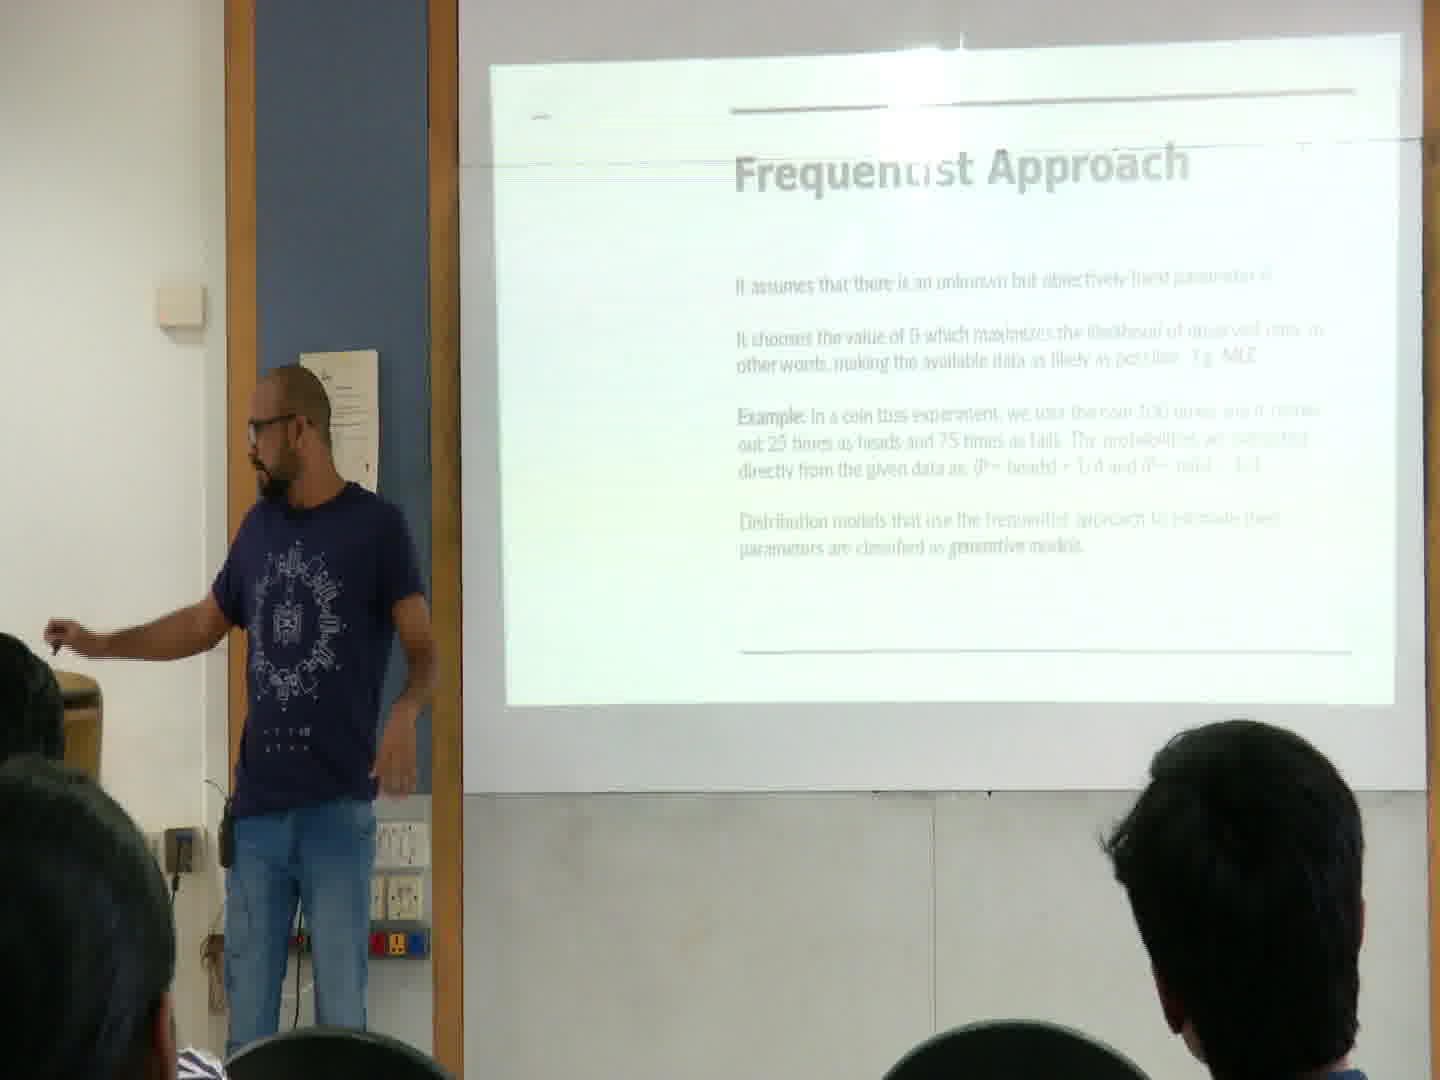 Frequentist Approach
It assumes that there is an unknown but objectively fixed parameter θ.
It chooses the value of θ which maximizes the likelihood of observed data, in
other words, making the available data as likely as possible. E.g. MLE
Example: In a coin toss experiment, we toss the coin 100 times and it comes
out 25 times as heads and 75 times as tails. The probabilities are extracted
directly from the given data as: (P = heads) = 1/4 and (P = tails) = 3/4
Distribution models that use the frequentist approach to estimate their
parameters are classified as generative models.